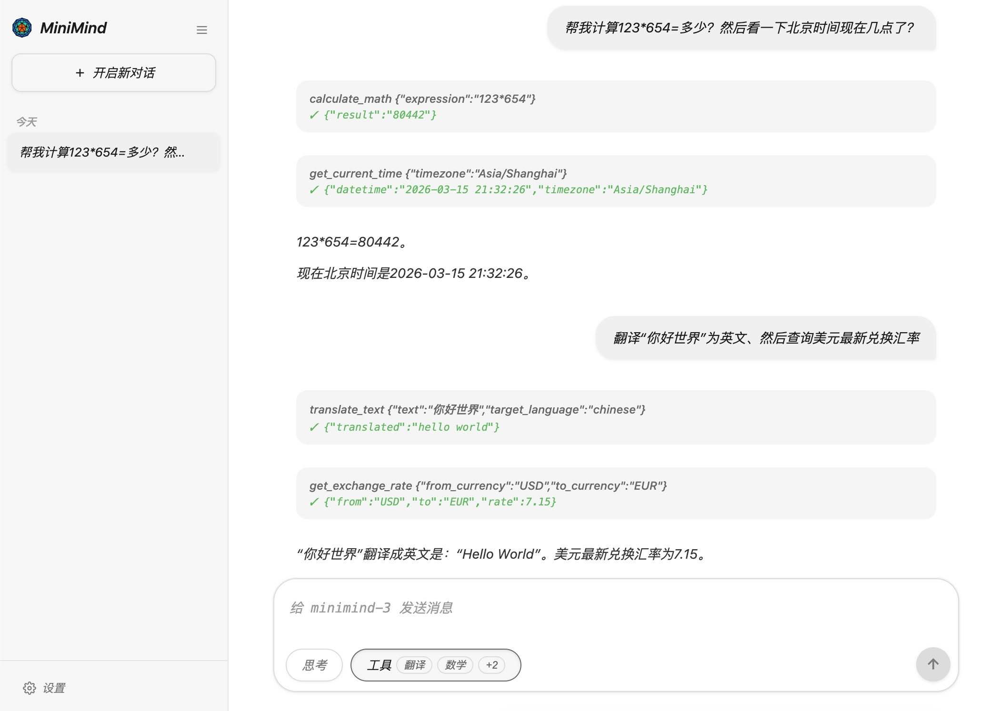 MiniMind
+ 开启新对话
今天
帮我计算123*654=多少？然...
设置
帮我计算123*654=多少？然后看一下北京时间现在几点了？
calculate_math {"expression":"123*654"}
✓ {"result":"80442"}
get_current_time {"timezone":"Asia/Shanghai"}
✓ {"datetime":"2026-03-15 21:32:26","timezone":"Asia/Shanghai"}
123*654=80442。
现在北京时间是2026-03-15 21:32:26。
翻译“你好世界”为英文、然后查询美元最新兑换汇率
translate_text {"text":"你好世界","target_language":"chinese"}
✓ {"translated":"hello world"}
get_exchange_rate {"from_currency":"USD","to_currency":"EUR"}
✓ {"from":"USD","to":"EUR","rate":7.15}
“你好世界”翻译成英文是：“Hello World”。美元最新兑换汇率为7.15。
给 minimind-3 发送消息
思考 工具 翻译 数学 +2